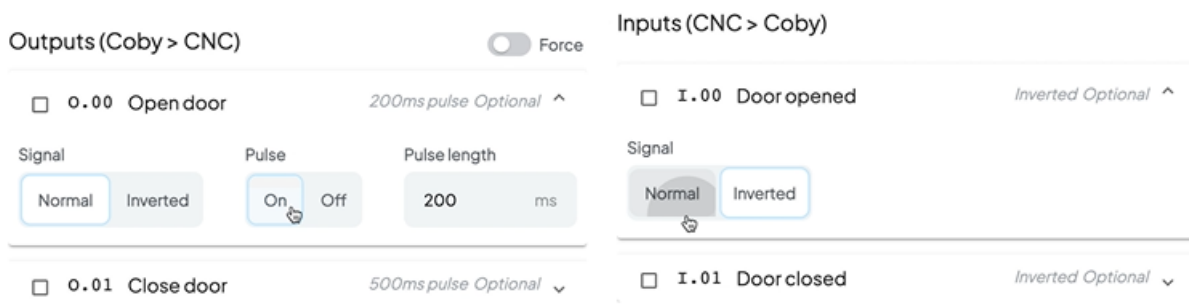 Outputs (Coby > CNC)
Force
O.00 Open door
200ms pulse Optional
Signal
Pulse
Pulse length
Normal
Inverted
On
Off
200
ms
O.01 Close door
500ms pulse Optional
Inputs (CNC > Coby)
I.00 Door opened
Inverted Optional
Signal
Normal
Inverted
I.01 Door closed
Inverted Optional